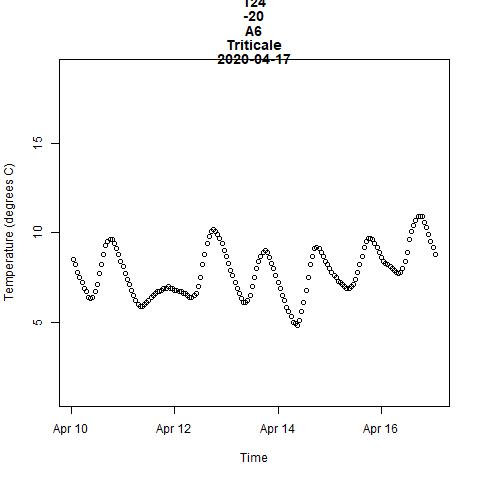 124
-20
A6
Triticale
2020-04-17
Temperature (degrees C)
15
10
5
Apr 10
Apr 12
Apr 14
Apr 16
Time